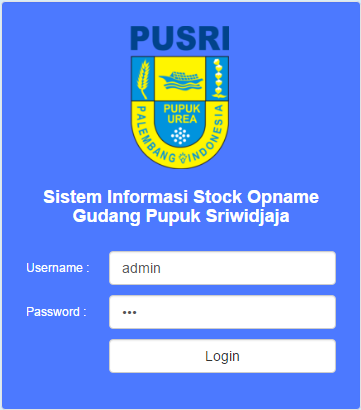 PUSRI
PUPUK
UREA
PALEMBANG INDONESIA
Sistem Informasi Stock Opname
Gudang Pupuk Sriwidjaja
Username :
admin
Password :
•••
Login